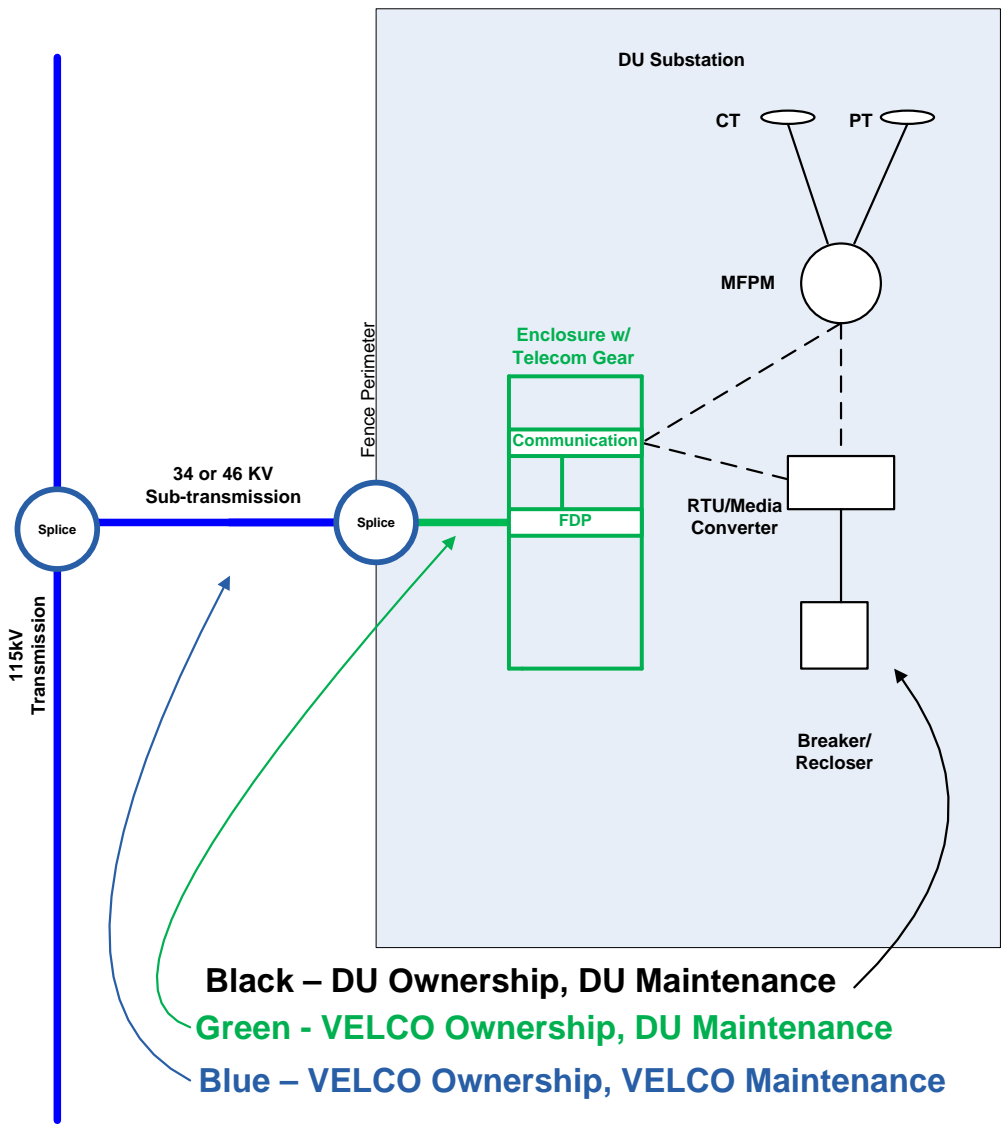 DU Substation
CT
PT
MFPM
Fence Perimeter
Enclosure w/
Telecom Gear
Communication
34 or 46 KV
Sub-transmission
RTU/Media
Converter
Splice
Splice
FDP
115kV
Transmission
Breaker/
Recloser
Black – DU Ownership, DU Maintenance
Green - VELCO Ownership, DU Maintenance
Blue – VELCO Ownership, VELCO Maintenance